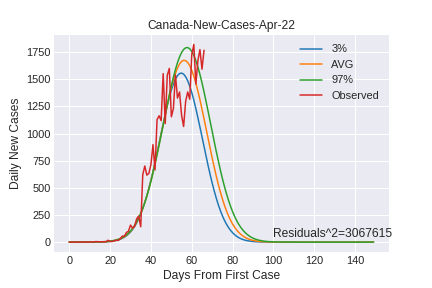 Canada-New-Cases-Apr-22
3%
AVG
97%
Observed
Daily New Cases
1750
1500
1250
1000
750
500
250
0
Residuals^2=3067615
0 20 40 60 80 100 120 140
Days From First Case